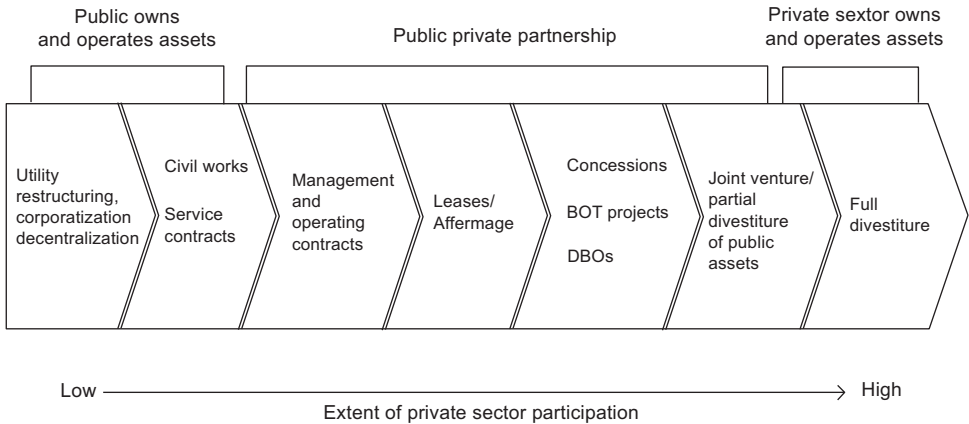 Public owns
and operates assets
Public private partnership
Private sextor owns
and operates assets
Utility
restructuring,
corporatization
decentralization
Civil works
Service
contracts
Management
and
operating
contracts
Leases/
Affermage
Concessions
BOT projects
DBOs
Joint venture/
partial
divestiture
of public
assets
Full
divestiture
Low
High
Extent of private sector participation